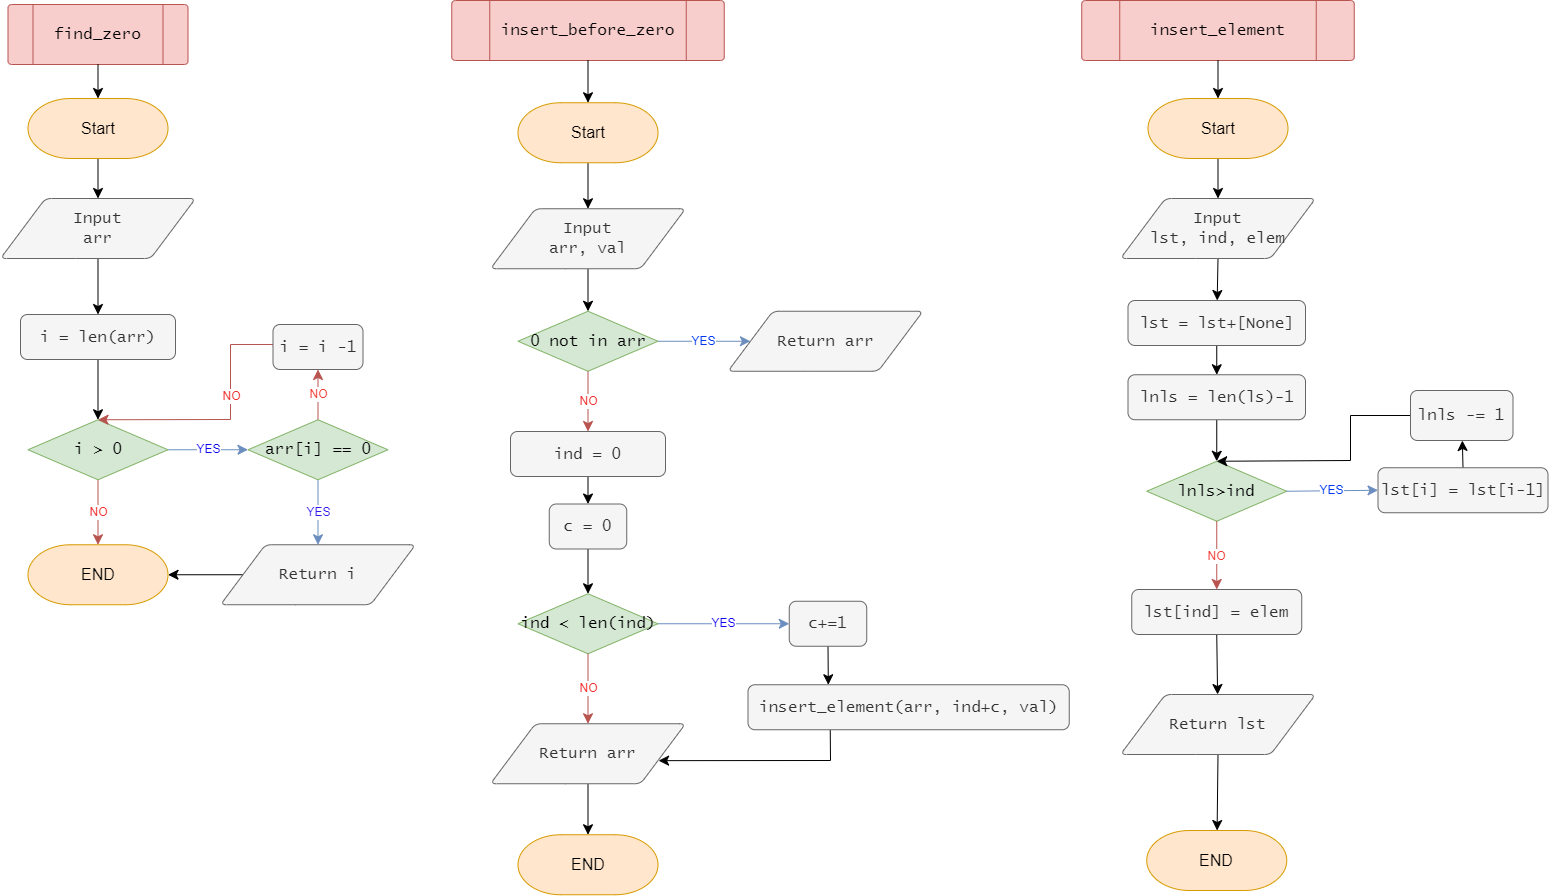 find_zero
Start
Input
arr
i = len(arr)
i = i -1
NO
NO
i > 0
YES
arr[i] == 0
NO
YES
END
Return i
insert_before_zero
Start
Input
arr, val
0 not in arr
YES
Return arr
NO
ind = 0
c = 0
ind < len(ind)
YES
c+=1
NO
insert_element(arr, ind+c, val)
Return arr
END
insert_element
Start
Input
lst, ind, elem
lst = lst+[None]
lnls = len(ls)-1
lnls -= 1
lnls>ind
YES
lst[i] = lst[i-1]
NO
lst[ind] = elem
Return lst
END